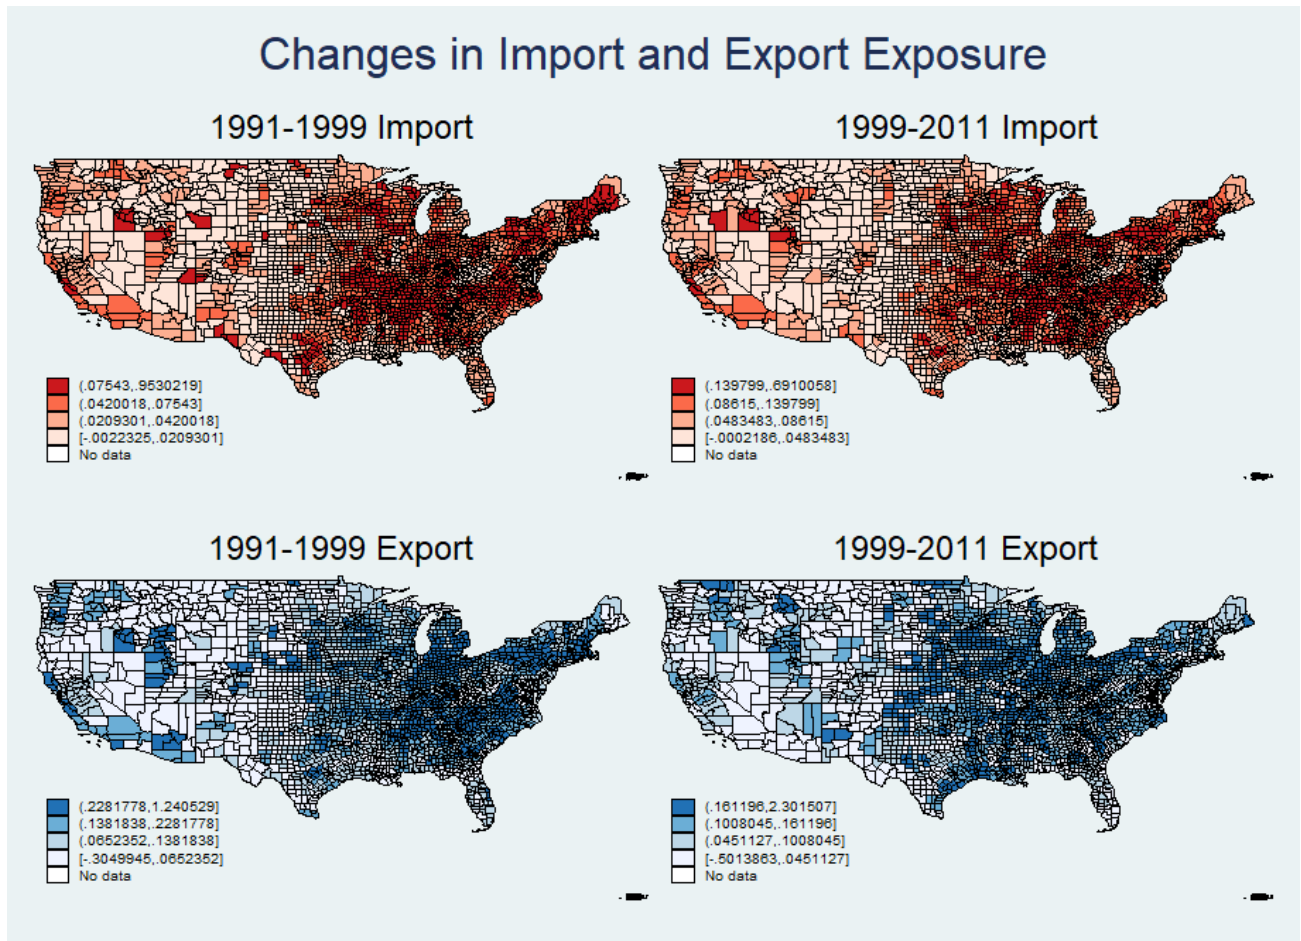 Changes in Import and Export Exposure
1991-1999 Import
(.07543,.9530219]
(.0420018,.07543]
(.0209301,.0420018]
[-.0022325,.0209301]
No data
1999-2011 Import
(.139799,.6910058]
(.08615,.139799]
(.0483483,.08615]
[-.0002186,.0483483]
No data
1991-1999 Export
(.2281778,1.240529]
(.1381838,.2281778]
(.0652352,.1381838]
[-.3049945,.0652352]
No data
1999-2011 Export
(.161196,2.301507]
(.1008045,.161196]
(.0451127,.1008045]
[-.5013863,.0451127]
No data